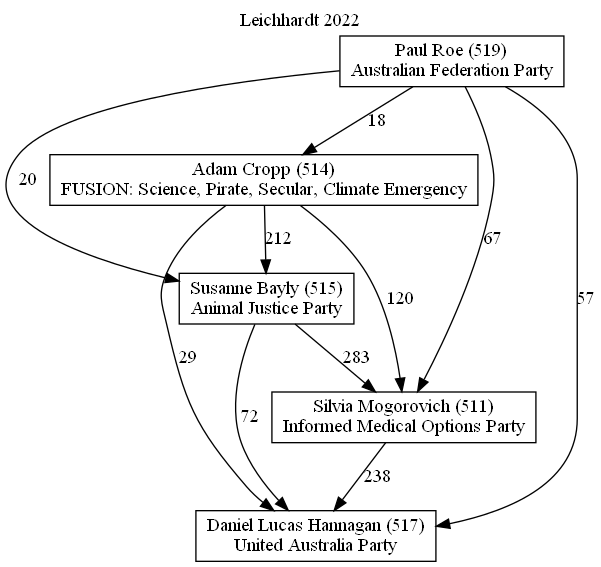 Leichhardt 2022
Paul Roe (519)
Australian Federation Party
18
Adam Cropp (514)
FUSION: Science, Pirate, Secular, Climate Emergency
20
212
67
Susanne Bayly (515)
Animal Justice Party
120
57
29
283
Silvia Mogorovich (511)
Informed Medical Options Party
72
238
Daniel Lucas Hannagan (517)
United Australia Party